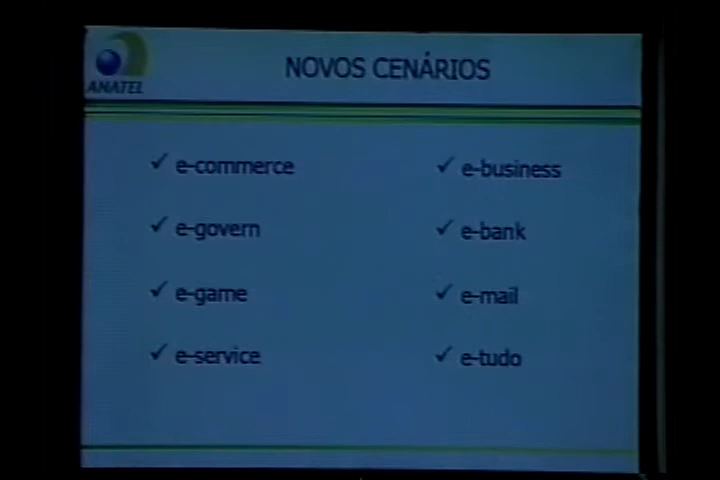 ANATEL
NOVOS CENÁRIOS
✓ e-commerce
✓ e-govern
✓ e-game
✓ e-service
✓ e-business
✓ e-bank
✓ e-mail
✓ e-tudo